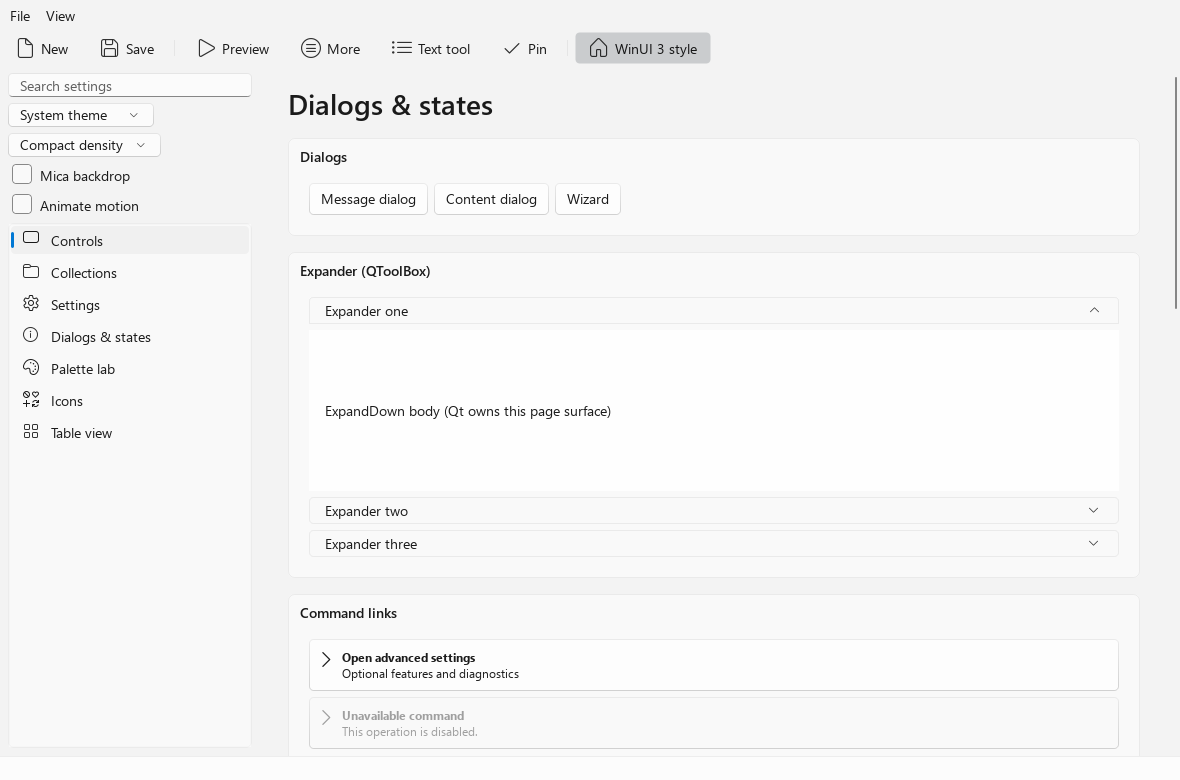 File View
New Save Preview More Text tool Pin WinUI 3 style
Search settings
System theme
Compact density
Mica backdrop
Animate motion
Controls
Collections
Settings
Dialogs & states
Palette lab
Icons
Table view
Dialogs & states
Dialogs
Message dialog Content dialog Wizard
Expander (QToolBox)
Expander one
ExpandDown body (Qt owns this page surface)
Expander two
Expander three
Command links
Open advanced settings
Optional features and diagnostics
Unavailable command
This operation is disabled.